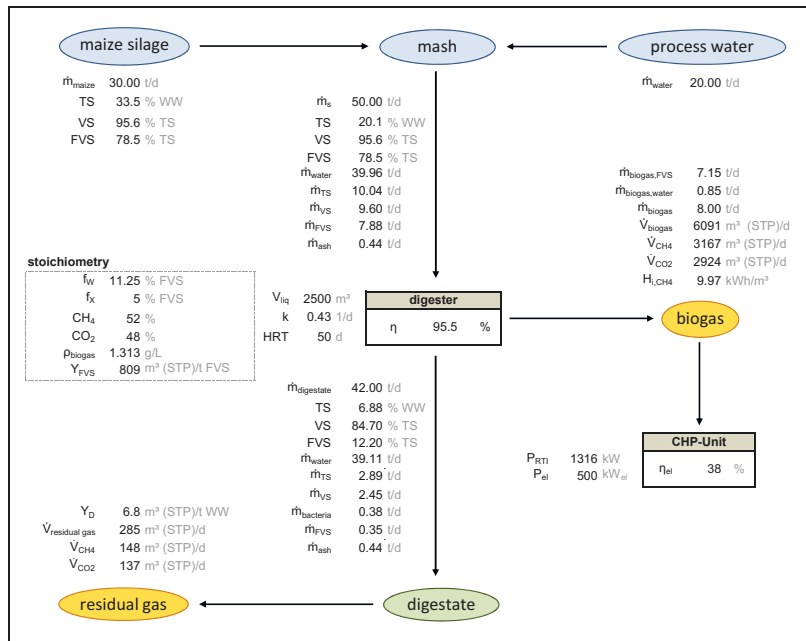 maize silage
mash
process water
ṁmaize 30.00 t/d
TS 33.5 % WW
VS 95.6 % TS
FVS 78.5 % TS
ṁs 50.00 t/d
TS 20.1 % WW
VS 95.6 % TS
FVS 78.5 % TS
ṁwater 39.96 t/d
ṁTS 10.04 t/d
ṁVS 9.60 t/d
ṁFVS 7.88 t/d
ṁash 0.44 t/d
ṁwater 20.00 t/d
ṁbiogas,FVS 7.15 t/d
ṁbiogas,water 0.85 t/d
ṁbiogas 8.00 t/d
V̇biogas 6091 m³ (STP)/d
V̇CH4 3167 m³ (STP)/d
V̇CO2 2924 m³ (STP)/d
Hi,CH4 9.97 kWh/m³
stoichiometry
fW 11.25 % FVS
fX 5 % FVS
CH4 52 %
CO2 48 %
ρbiogas 1.313 g/L
YFVS 809 m³ (STP)/t FVS
Vliq 2500 m³
k 0.43 1/d
HRT 50 d
digester
η 95.5 %
biogas
ṁdigestate 42.00 t/d
TS 6.88 % WW
VS 84.70 % TS
FVS 12.20 % TS
ṁwater 39.11 t/d
ṁTS 2.89 t/d
ṁVS 2.45 t/d
ṁbacteria 0.38 t/d
ṁFVS 0.35 t/d
ṁash 0.44 t/d
PRTI 1316 kW
Pel 500 kWel
CHP-Unit
ηel 38 %
YD 6.8 m³ (STP)/t WW
V̇residual gas 285 m³ (STP)/d
V̇CH4 148 m³ (STP)/d
V̇CO2 137 m³ (STP)/d
residual gas
digestate